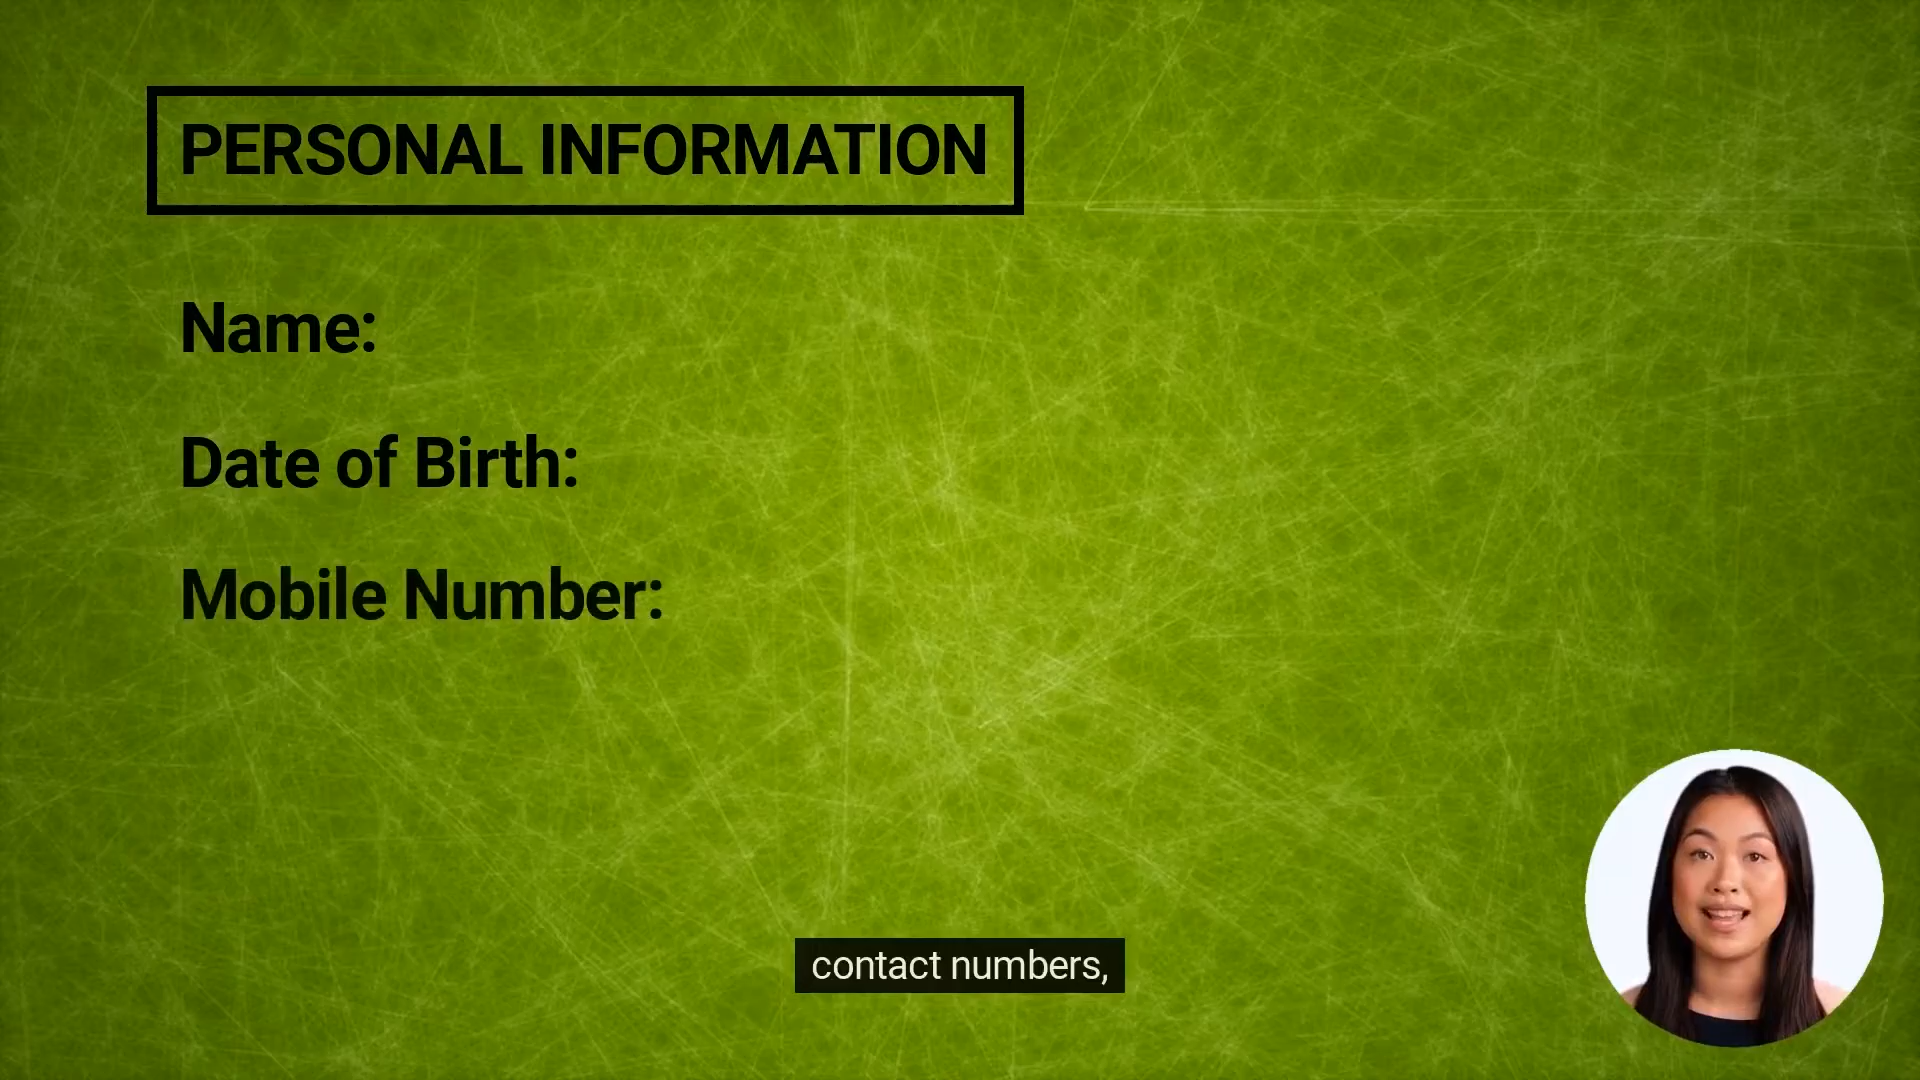 PERSONAL INFORMATION
Name:
Date of Birth:
Mobile Number:
contact numbers,